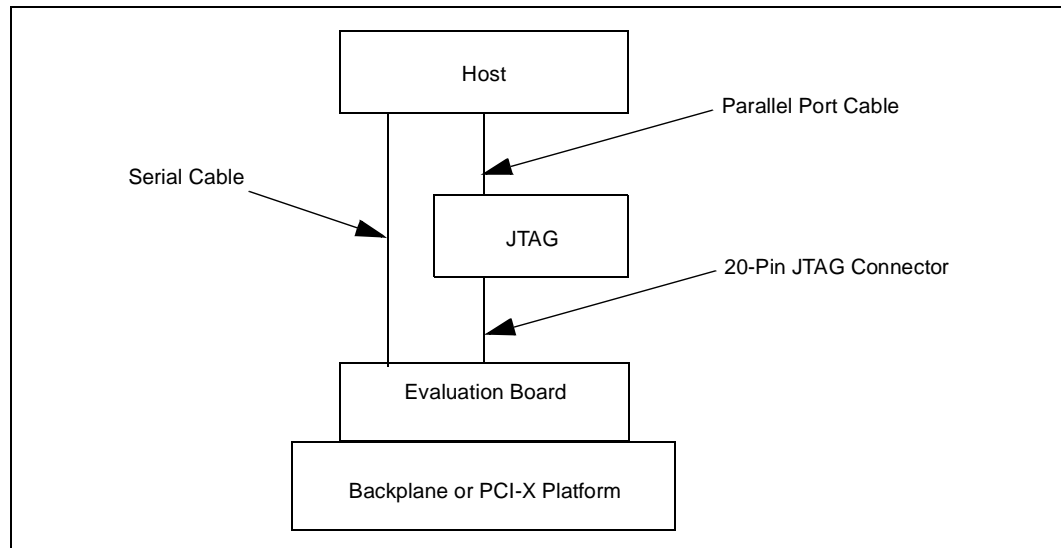 Host
Parallel Port Cable
Serial Cable
JTAG
20-Pin JTAG Connector
Evaluation Board
Backplane or PCI-X Platform